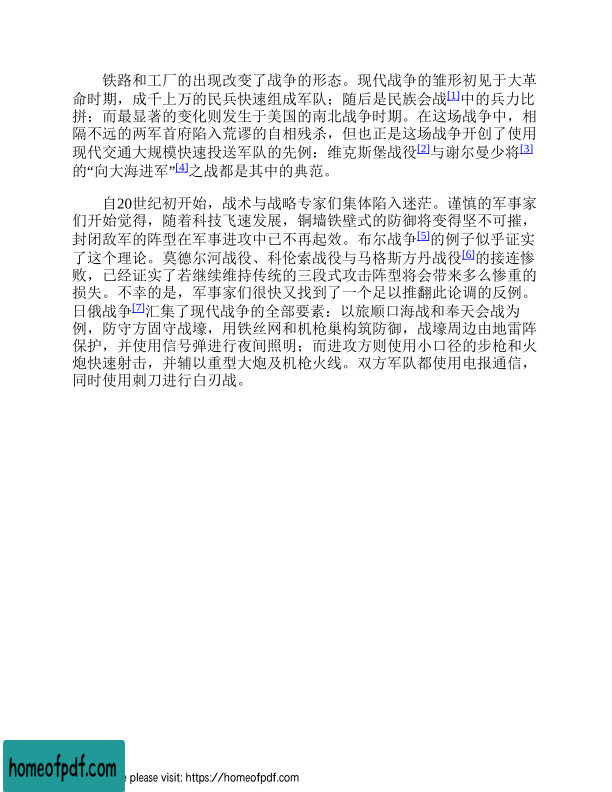 铁路和工厂的出现改变了战争的形态。现代战争的雏形初见于大革
命时期，成千上万的民兵快速组成军队；随后是民族会战[1]中的兵力比
拼；而最显著的变化则发生于美国的南北战争时期。在这场战争中，相
隔不远的两军首府陷入荒谬的自相残杀，但也正是这场战争开创了使用
现代交通大规模快速投送军队的先例：维克斯堡战役[2]与谢尔曼少将[3]
的“向大海进军”[4]之战都是其中的典范。
自20世纪初开始，战术与战略专家们集体陷入迷茫。谨慎的军事家
们开始觉得，随着科技飞速发展，铜墙铁壁式的防御将变得坚不可摧，
封闭敌军的阵型在军事进攻中已不再起效。布尔战争[5]的例子似乎证实
了这个理论。莫德尔河战役、科伦索战役与马格斯方丹战役[6]的接连惨
败，已经证实了若继续维持传统的三段式攻击阵型将会带来多么惨重的
损失。不幸的是，军事家们很快又找到了一个足以推翻此论调的反例。
日俄战争[7]汇集了现代战争的全部要素：以旅顺口海战和奉天会战为
例，防守方固守战壕，用铁丝网和机枪巢构筑防御，战壕周边由地雷阵
保护，并使用信号弹进行夜间照明；而进攻方则使用小口径的步枪和火
炮快速射击，并辅以重型大炮及机枪火线。双方军队都使用电报通信，
同时使用刺刀进行白刃战。
homeofpdf.com
please visit: https://homeofpdf.com